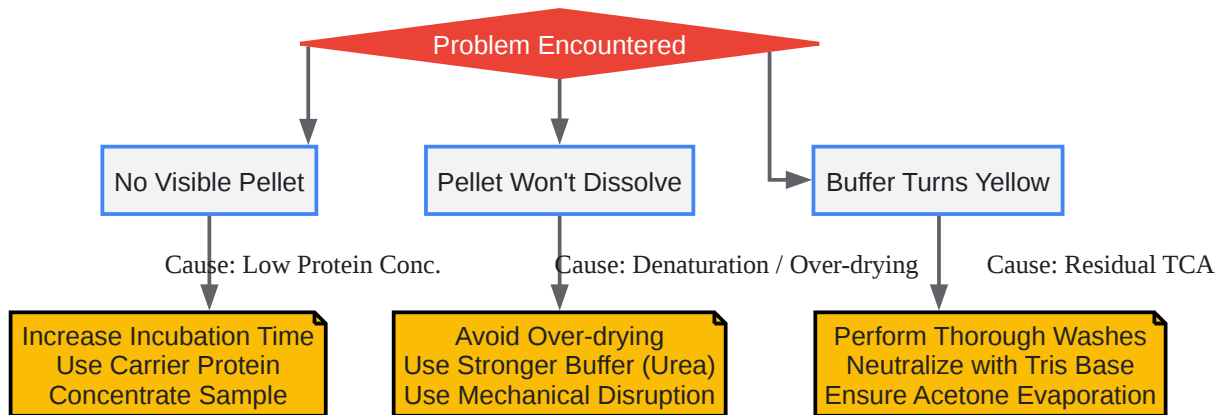 Problem Encountered
No Visible Pellet
Pellet Won't Dissolve
Buffer Turns Yellow
Cause: Low Protein Conc.
Cause: Denaturation / Over-drying
Cause: Residual TCA
Increase Incubation Time
Use Carrier Protein
Concentrate Sample
Avoid Over-drying
Use Stronger Buffer (Urea)
Use Mechanical Disruption
Perform Thorough Washes
Neutralize with Tris Base
Ensure Acetone Evaporation